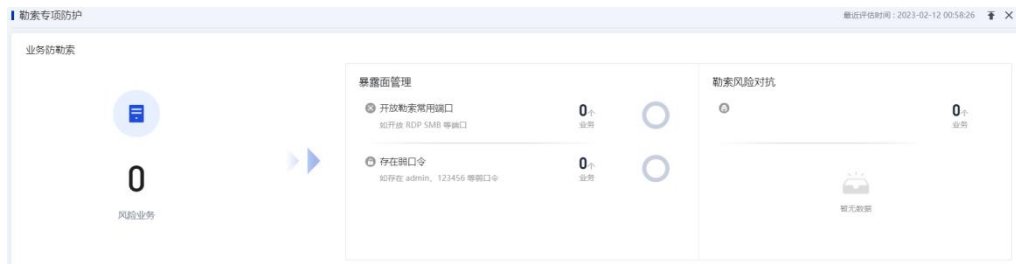 勒索专项防护
最近评估时间：2023-02-12 00:58:26
业务防勒索
0
风险业务
暴露面管理
开放勒索常用端口
如开放 RDP SMB 等端口
0个
业务
存在弱口令
如存在 admin、123456 等弱口令
0个
业务
勒索风险对抗
0个
业务
暂无数据